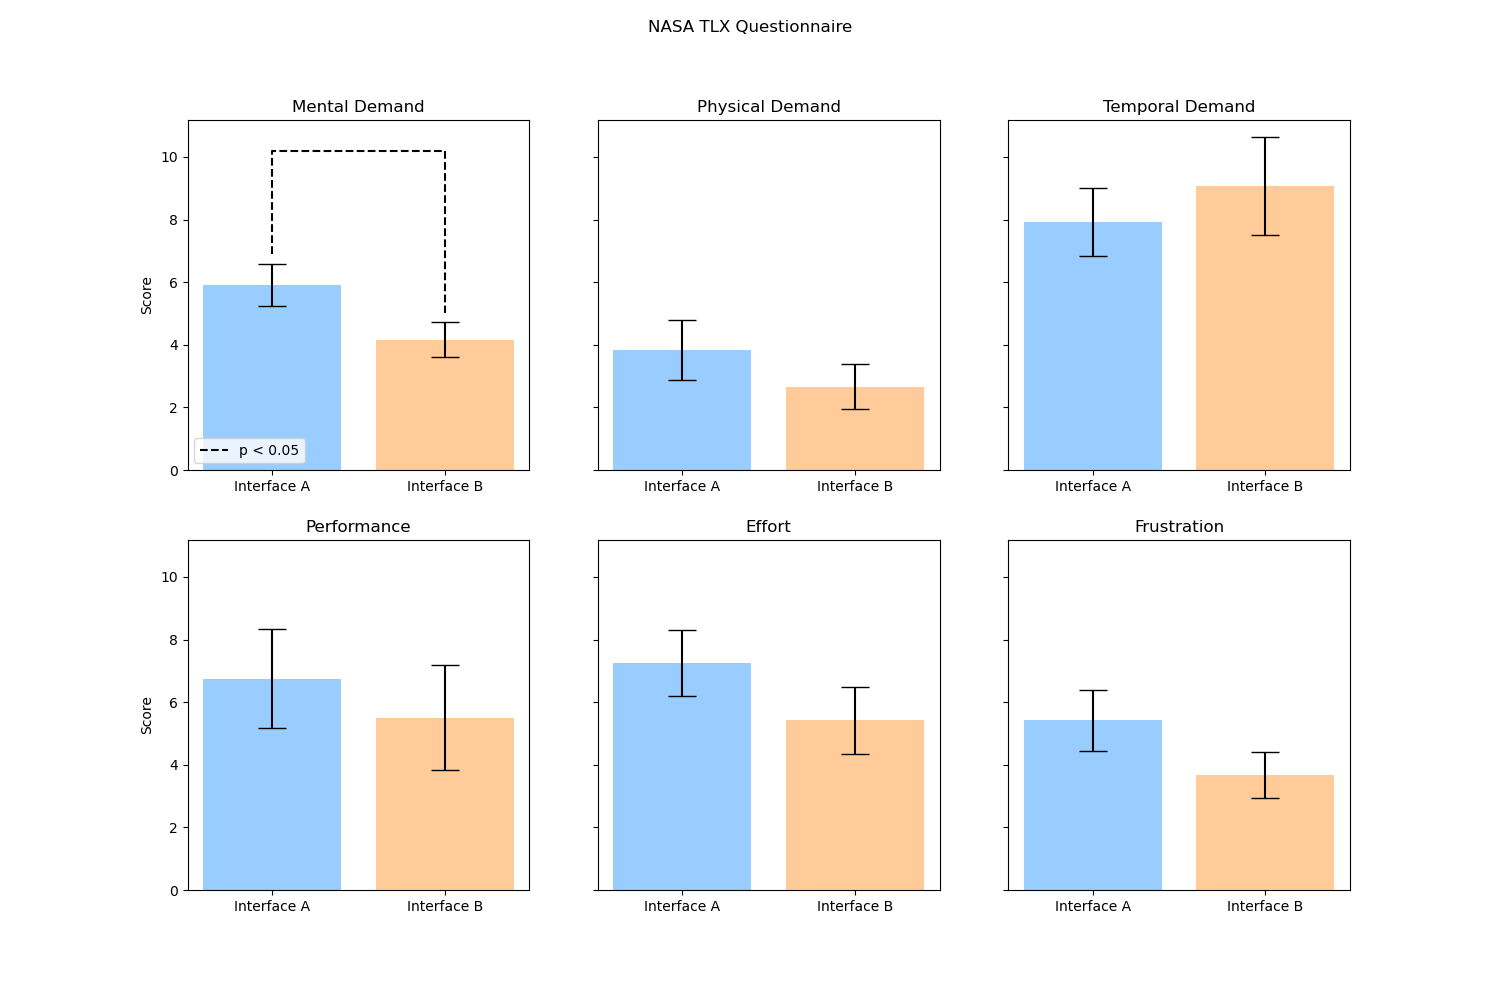 NASA TLX Questionnaire
Mental Demand
Physical Demand
Temporal Demand
Score
10
8
6
4
2
0
p < 0.05
Interface A
Interface B
Interface A
Interface B
Interface A
Interface B
Performance
Effort
Frustration
Score
10
8
6
4
2
0
Interface A
Interface B
Interface A
Interface B
Interface A
Interface B